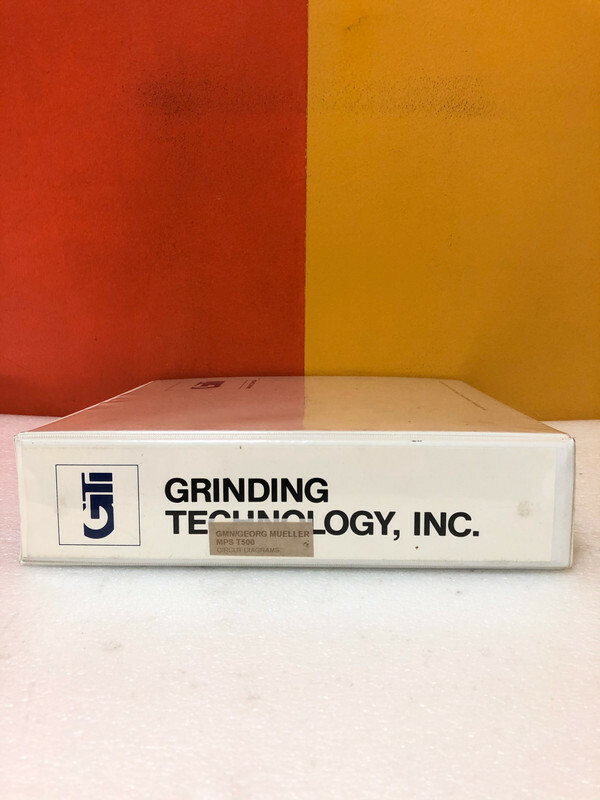 GTi
GRINDING
TECHNOLOGY, INC.
GMN/GEORG MUELLER
MPS T500
CIRCUIT DIAGRAMS